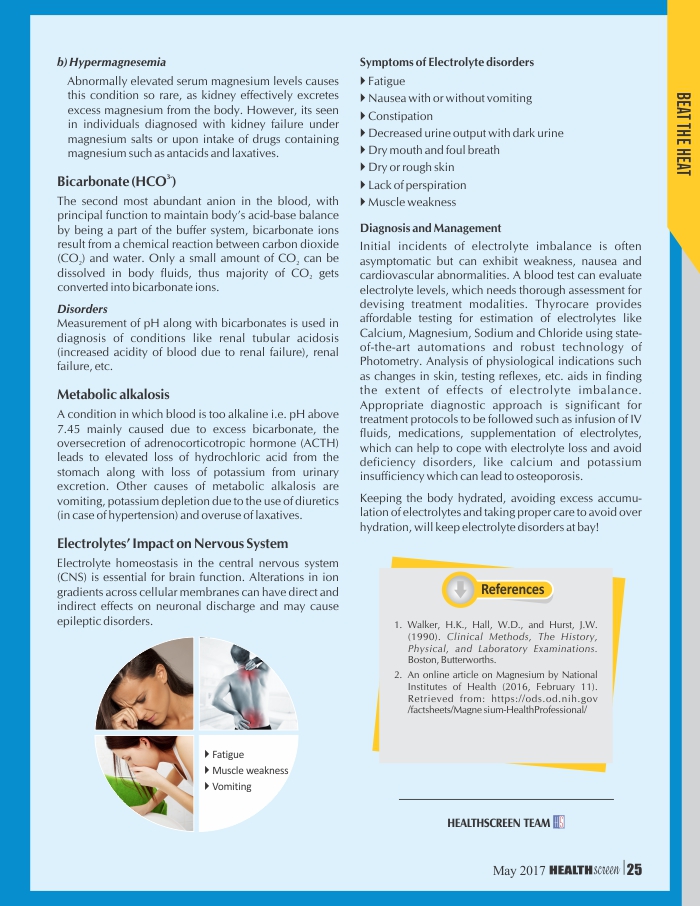 b) Hypermagnesemia
Abnormally elevated serum magnesium levels causes
this condition so rare, as kidney effectively excretes
excess magnesium from the body. However, its seen
in individuals diagnosed with kidney failure under
magnesium salts or upon intake of drugs containing
magnesium such as antacids and laxatives.
Bicarbonate (HCO³⁻)
The second most abundant anion in the blood, with
principal function to maintain body's acid-base balance
by being a part of the buffer system, bicarbonate ions
result from a chemical reaction between carbon dioxide
(CO₂) and water. Only a small amount of CO₂ can be
dissolved in body fluids, thus majority of CO₂ gets
converted into bicarbonate ions.
Disorders
Measurement of pH along with bicarbonates is used in
diagnosis of conditions like renal tubular acidosis
(increased acidity of blood due to renal failure), renal
failure, etc.
Metabolic alkalosis
A condition in which blood is too alkaline i.e. pH above
7.45 mainly caused due to excess bicarbonate, the
oversecretion of adrenocorticotropic hormone (ACTH)
leads to elevated loss of hydrochloric acid from the
stomach along with loss of potassium from urinary
excretion. Other causes of metabolic alkalosis are
vomiting, potassium depletion due to the use of diuretics
(in case of hypertension) and overuse of laxatives.
Electrolytes' Impact on Nervous System
Electrolyte homeostasis in the central nervous system
(CNS) is essential for brain function. Alterations in ion
gradients across cellular membranes can have direct and
indirect effects on neuronal discharge and may cause
epileptic disorders.
Fatigue
Muscle weakness
Vomiting
Symptoms of Electrolyte disorders
Fatigue
Nausea with or without vomiting
Constipation
Decreased urine output with dark urine
Dry mouth and foul breath
Dry or rough skin
Lack of perspiration
Muscle weakness
Diagnosis and Management
Initial incidents of electrolyte imbalance is often
asymptomatic but can exhibit weakness, nausea and
cardiovascular abnormalities. A blood test can evaluate
electrolyte levels, which needs thorough assessment for
devising treatment modalities. Thyrocare provides
affordable testing for estimation of electrolytes like
Calcium, Magnesium, Sodium and Chloride using state-
of-the-art automations and robust technology of
Photometry. Analysis of physiological indications such
as changes in skin, testing reflexes, etc. aids in finding
the extent of effects of electrolyte imbalance.
Appropriate diagnostic approach is significant for
treatment protocols to be followed such as infusion of IV
fluids, medications, supplementation of electrolytes,
which can help to cope with electrolyte loss and avoid
deficiency disorders, like calcium and potassium
insufficiency which can lead to osteoporosis.
Keeping the body hydrated, avoiding excess accumu-
lation of electrolytes and taking proper care to avoid over
hydration, will keep electrolyte disorders at bay!
References
1. Walker, H.K., Hall, W.D., and Hurst, J.W.
(1990). Clinical Methods, The History,
Physical, and Laboratory Examinations.
Boston, Butterworths.
2. An online article on Magnesium by National
Institutes of Health (2016, February 11).
Retrieved from: https://ods.od.nih.gov
/factsheets/Magne sium-HealthProfessional/
HEALTHSCREEN TEAM
May 2017 HEALTHscreen 25
BEAT THE HEAT